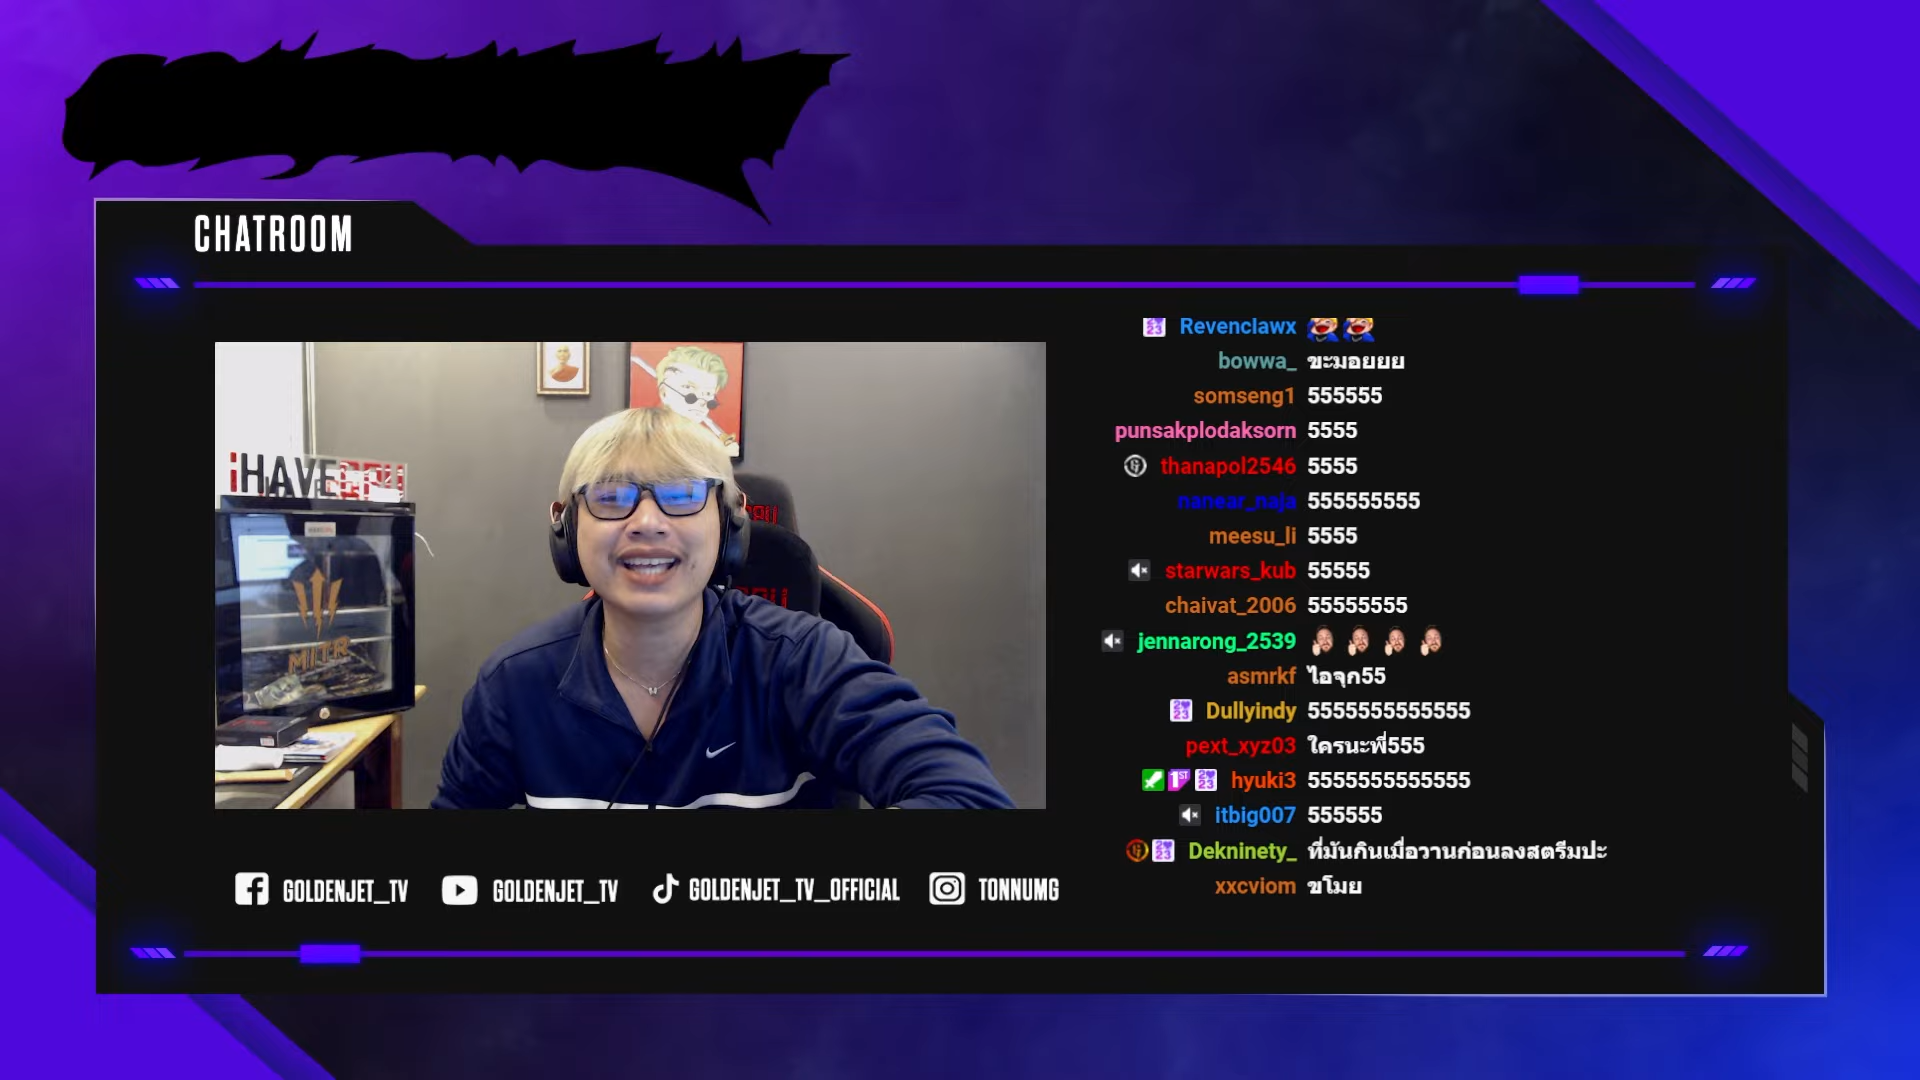 CHATROOM
Revenclawx
bowwa_ ขะมอยยย
somseng1 555555
punsakplodaksorn 5555
thanapol2546 5555
nanear_naja 555555555
meesu_li 5555
starwars_kub 55555
chaivat_2006 55555555
jennarong_2539
asmrkf ไอจุก55
Dullyindy 5555555555555
pext_xyz03 ใครนะพี่555
hyuki3 5555555555555
itbig007 555555
Dekninety_ ที่มันกินเมื่อวานก่อนลงสตรีมปะ
xxcviom ขโมย
iHAVECPU
MITR
GOLDENJET_TV
GOLDENJET_TV
GOLDENJET_TV_OFFICIAL
TONNUMG